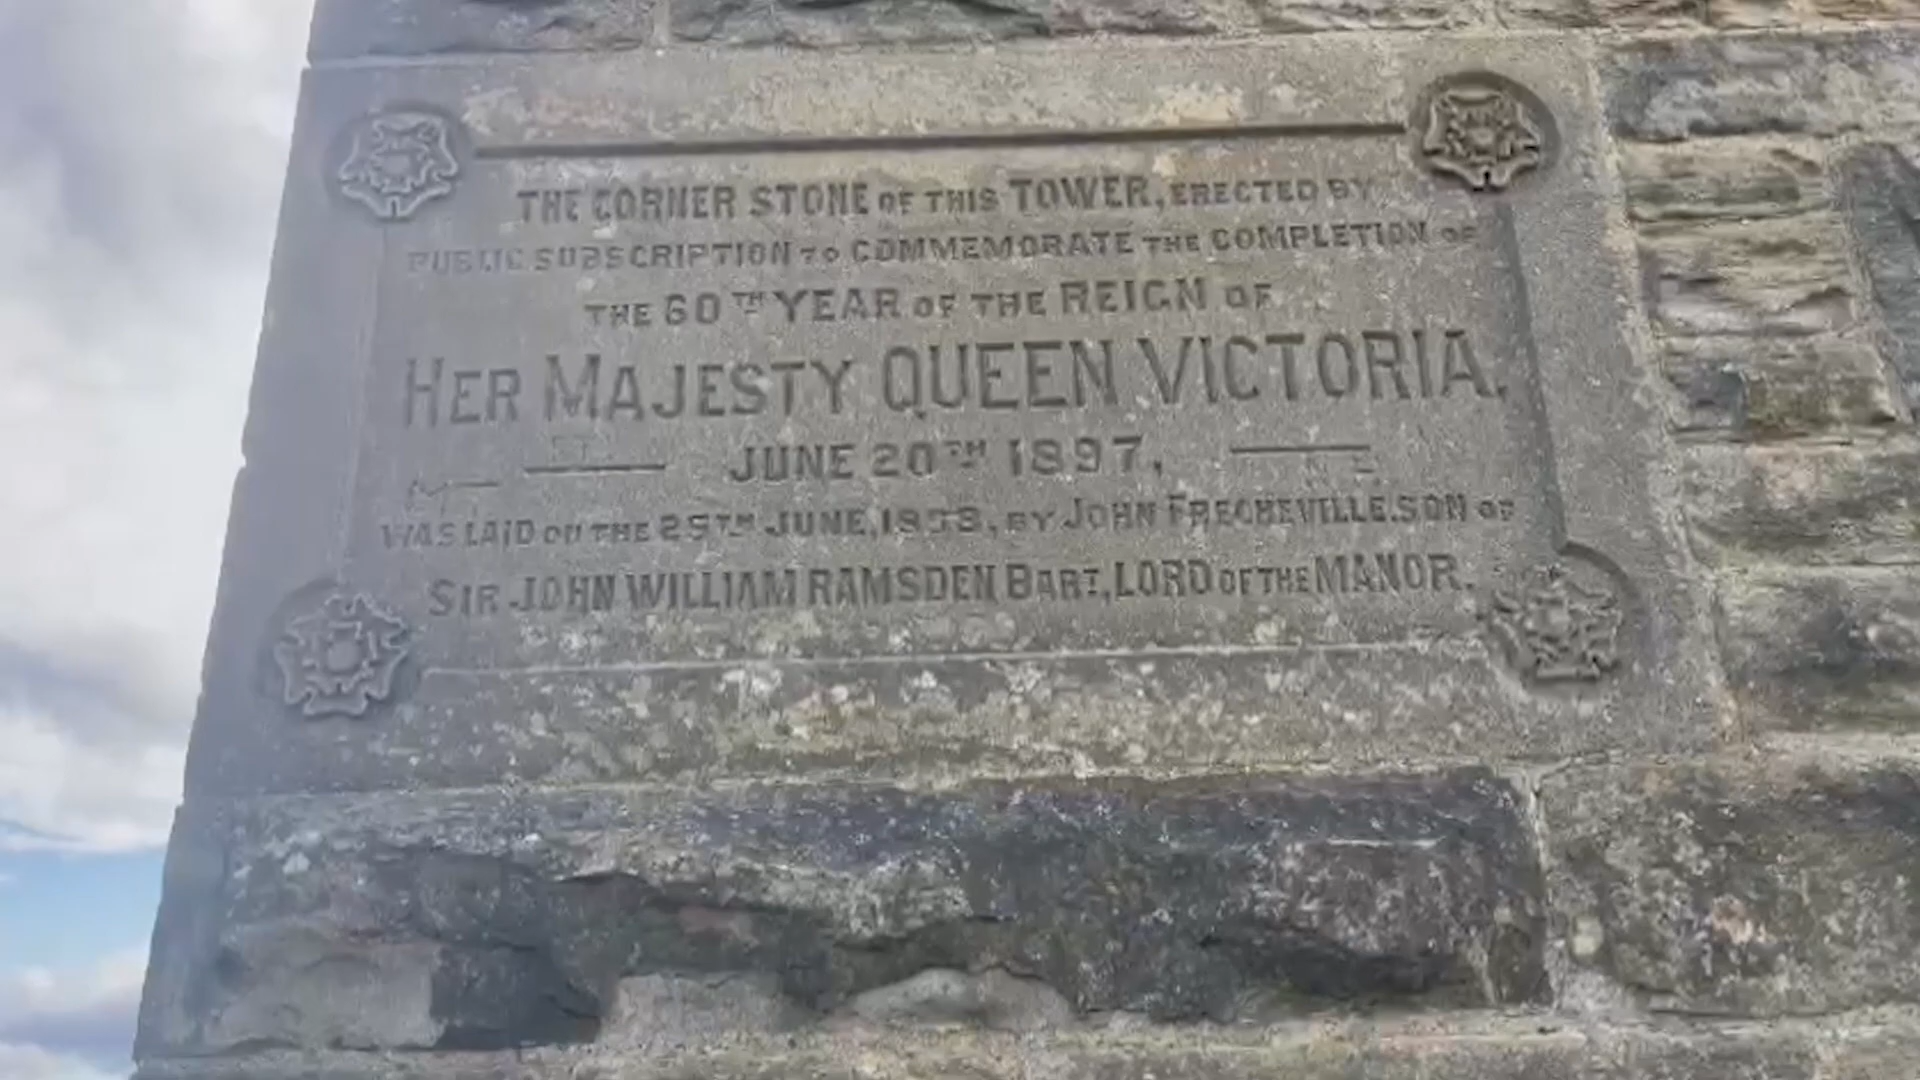 THE CORNER STONE OF THIS TOWER, ERECTED BY
PUBLIC SUBSCRIPTION TO COMMEMORATE THE COMPLETION OF
THE 60TH YEAR OF THE REIGN OF
HER MAJESTY QUEEN VICTORIA.
JUNE 20TH 1897,
WAS LAID ON THE 25TH JUNE, 1898, BY JOHN FRECHEVILLE. SON OF
SIR JOHN WILLIAM RAMSDEN BART, LORD OF THE MANOR.